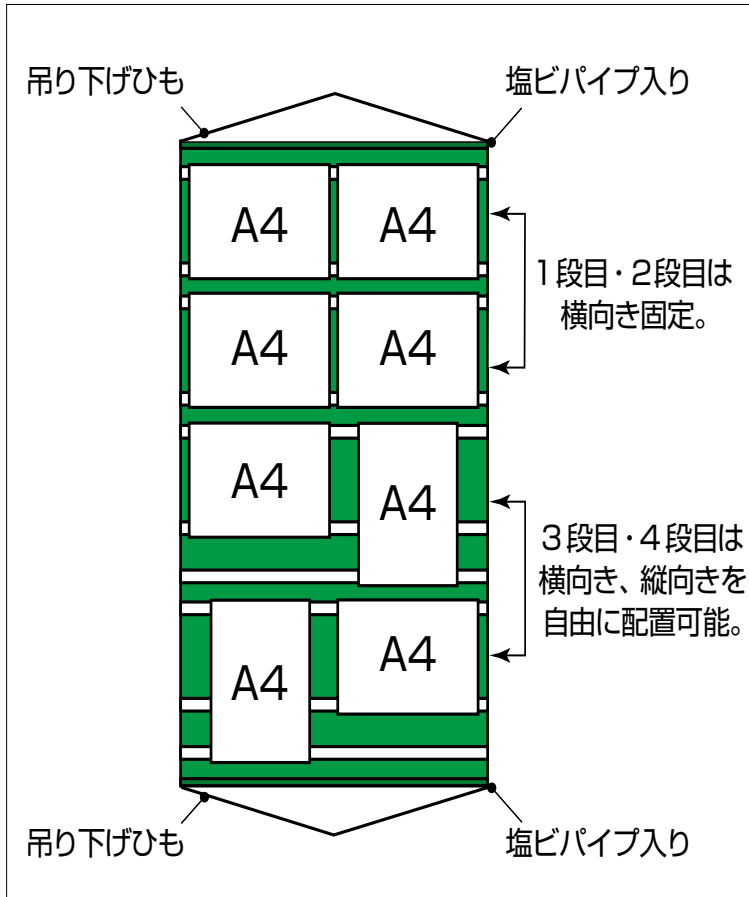 吊り下げひも
塩ビパイプ入り
A4
A4
1段目・2段目は
横向き固定。
A4
A4
A4
A4
3段目・4段目は
横向き、縦向きを
自由に配置可能。
A4
A4
吊り下げひも
塩ビパイプ入り